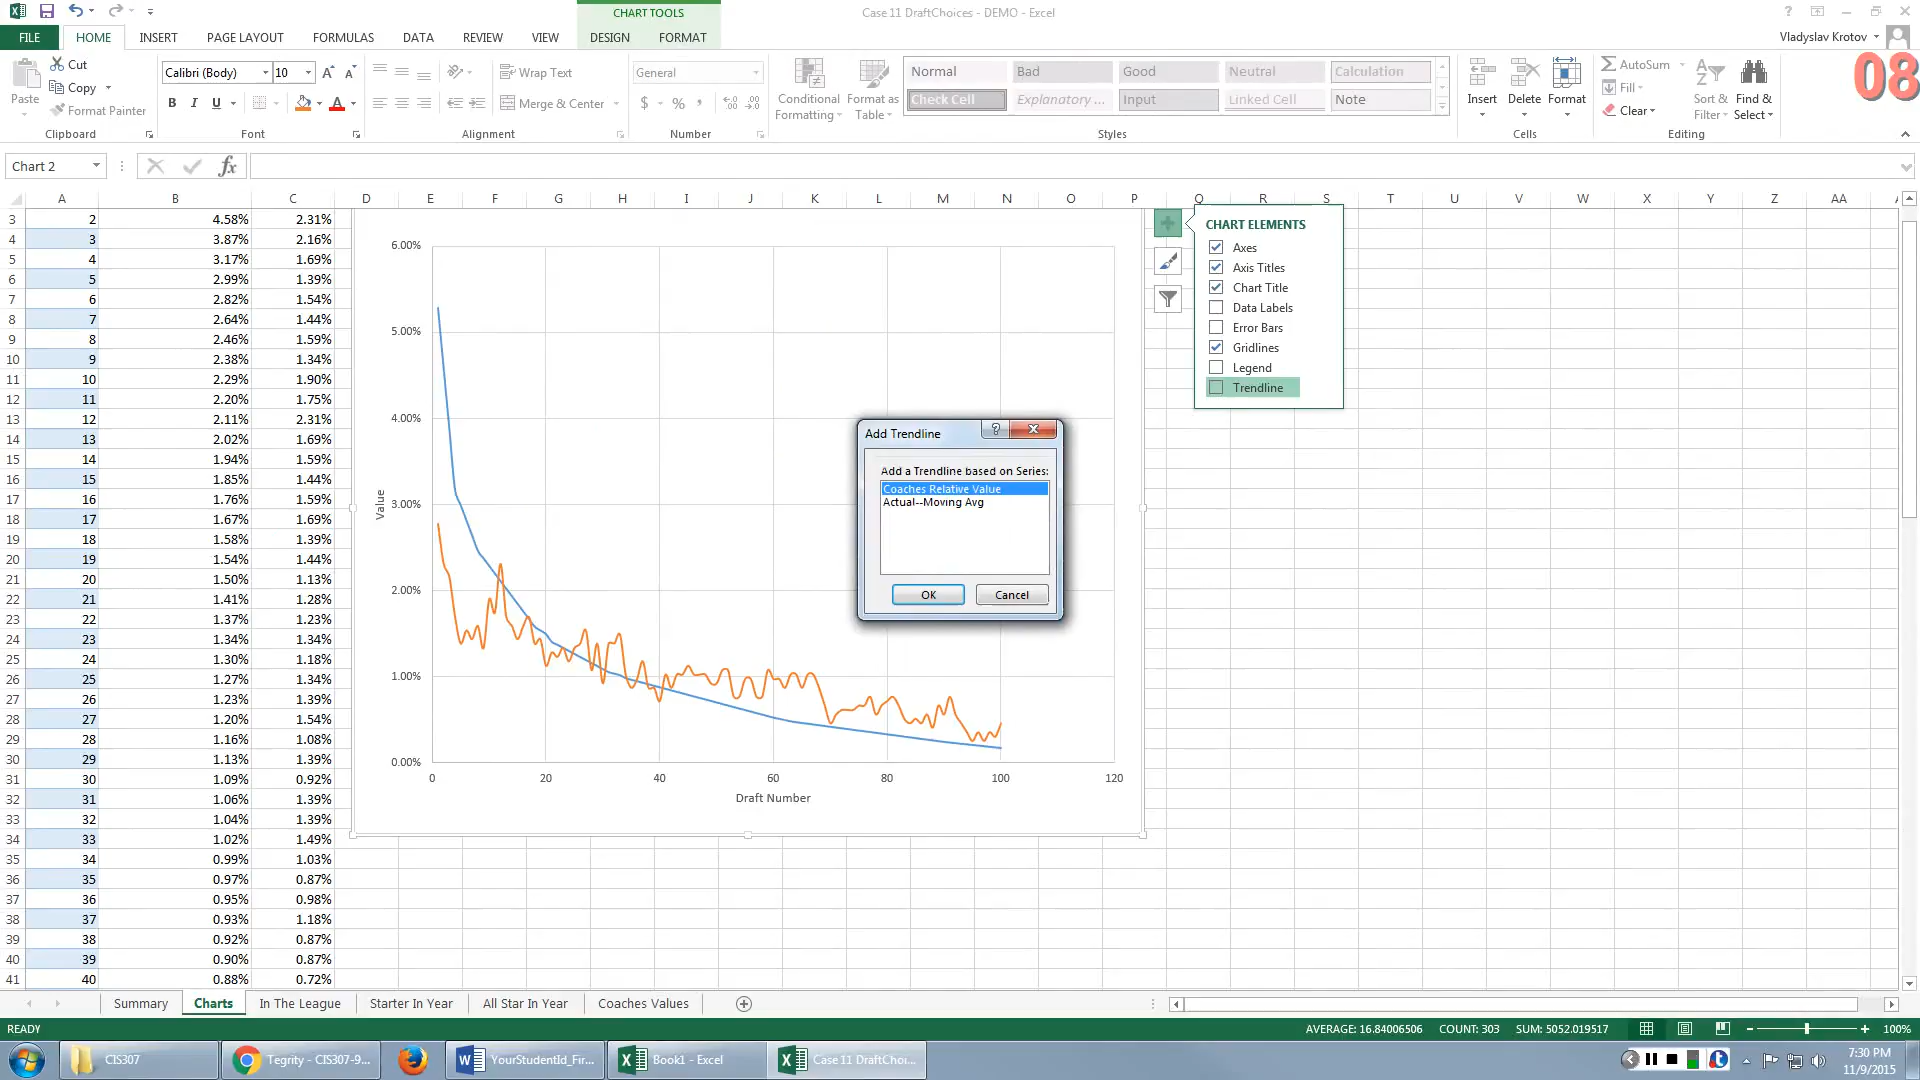 CHART TOOLS
Case 11 DraftChoices - DEMO - Excel
?
FILE HOME INSERT PAGE LAYOUT FORMULAS DATA REVIEW VIEW DESIGN FORMAT
Vladyslav Krotov
08
Paste
Cut
Copy
Format Painter
Clipboard
Calibri (Body) 10
B I U
Font
Wrap Text
Merge & Center
Alignment
General
$ %
Number
Conditional Formatting
Format as Table
Normal Bad Good Neutral Calculation
Check Cell Explanatory ... Input Linked Cell Note
Styles
Insert Delete Format
Cells
AutoSum
Fill
Clear
Sort & Filter
Find & Select
Editing
Chart 2
fx
A B C D E F G H I J K L M N O P Q R S T U V W X Y Z AA
3 2 4.58% 2.31%
4 3 3.87% 2.16%
5 4 3.17% 1.69%
6 5 2.99% 1.39%
7 6 2.82% 1.54%
8 7 2.64% 1.44%
9 8 2.46% 1.59%
10 9 2.38% 1.34%
11 10 2.29% 1.90%
12 11 2.20% 1.75%
13 12 2.11% 2.31%
14 13 2.02% 1.69%
15 14 1.94% 1.59%
16 15 1.85% 1.44%
17 16 1.76% 1.59%
18 17 1.67% 1.69%
19 18 1.58% 1.39%
20 19 1.54% 1.44%
21 20 1.50% 1.13%
22 21 1.41% 1.28%
23 22 1.37% 1.23%
24 23 1.34% 1.34%
25 24 1.30% 1.18%
26 25 1.27% 1.34%
27 26 1.23% 1.39%
28 27 1.20% 1.54%
29 28 1.16% 1.08%
30 29 1.13% 1.39%
31 30 1.09% 0.92%
32 31 1.06% 1.39%
33 32 1.04% 1.39%
34 33 1.02% 1.49%
35 34 0.99% 1.03%
36 35 0.97% 0.87%
37 36 0.95% 0.98%
38 37 0.93% 1.18%
39 38 0.92% 0.87%
40 39 0.90% 0.87%
41 40 0.88% 0.72%
6.00%
5.00%
4.00%
3.00%
2.00%
1.00%
0.00%
Value
0 20 40 60 80 100 120
Draft Number
CHART ELEMENTS
Axes
Axis Titles
Chart Title
Data Labels
Error Bars
Gridlines
Legend
Trendline
Add Trendline
?
Add a Trendline based on Series:
Coaches Relative Value
Actual--Moving Avg
OK Cancel
Summary Charts In The League Starter In Year All Star In Year Coaches Values
READY
AVERAGE: 16.84006506 COUNT: 303 SUM: 5052.019517
100%
CIS307
Tegrity - CIS307-9...
YourStudentId_Fir...
Book1 - Excel
Case 11 DraftChoi...
7:30 PM
11/9/2015